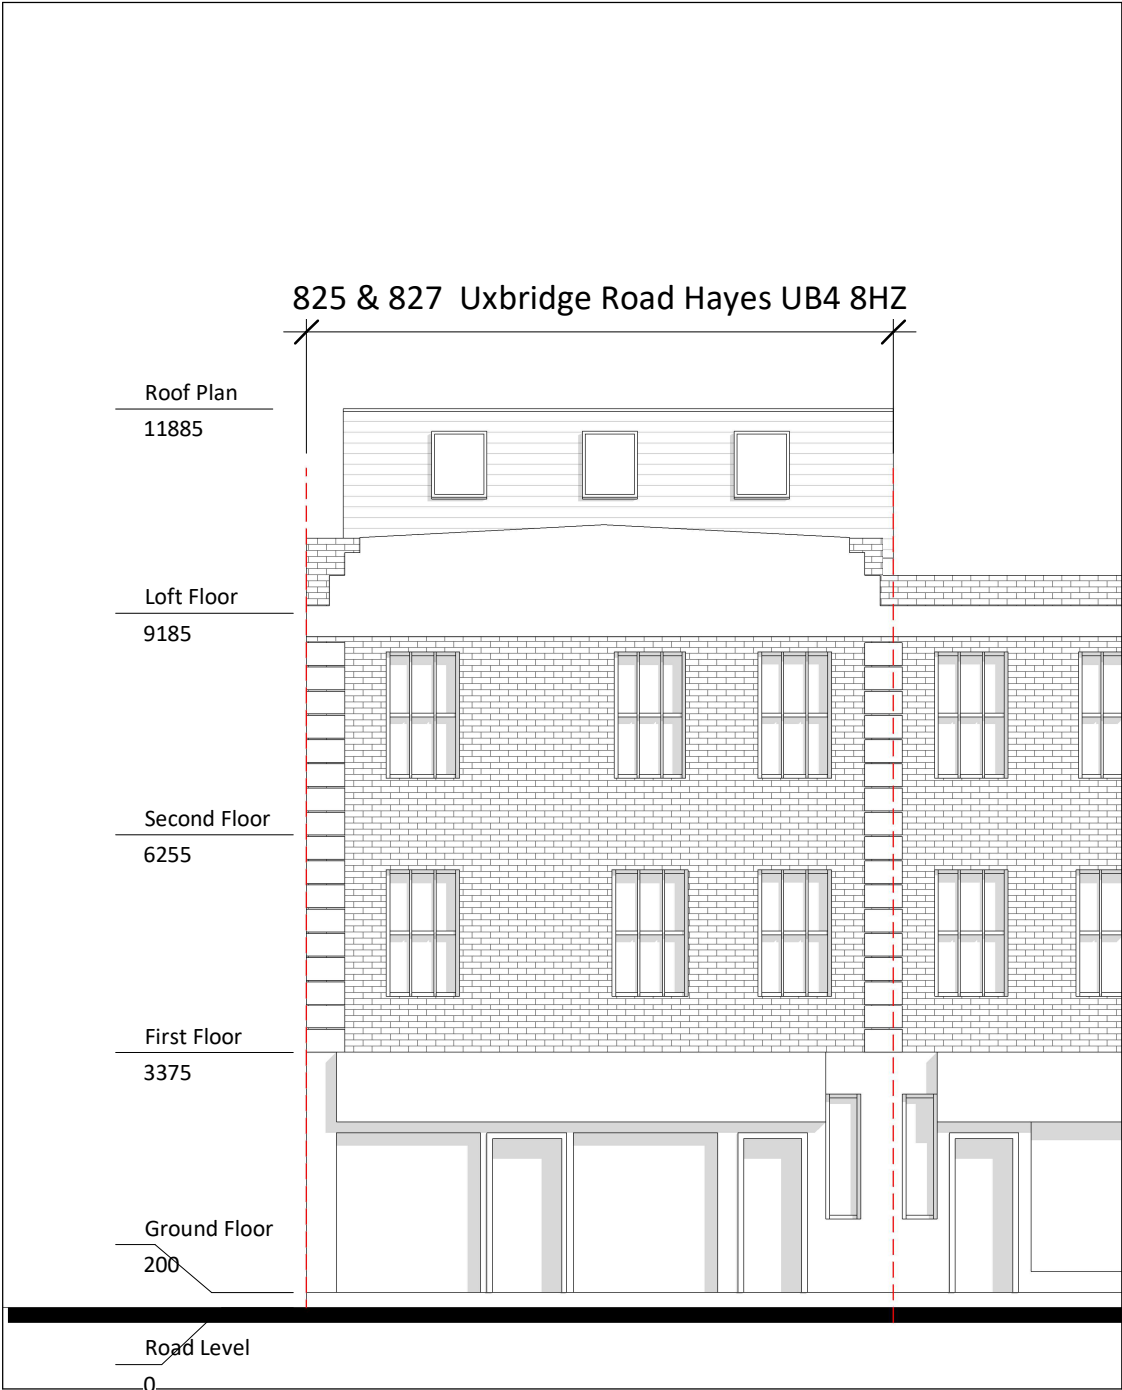 825 & 827 Uxbridge Road Hayes UB4 8HZ
Roof Plan
11885
Loft Floor
9185
Second Floor
6255
First Floor
3375
Ground Floor
200
Road Level
0